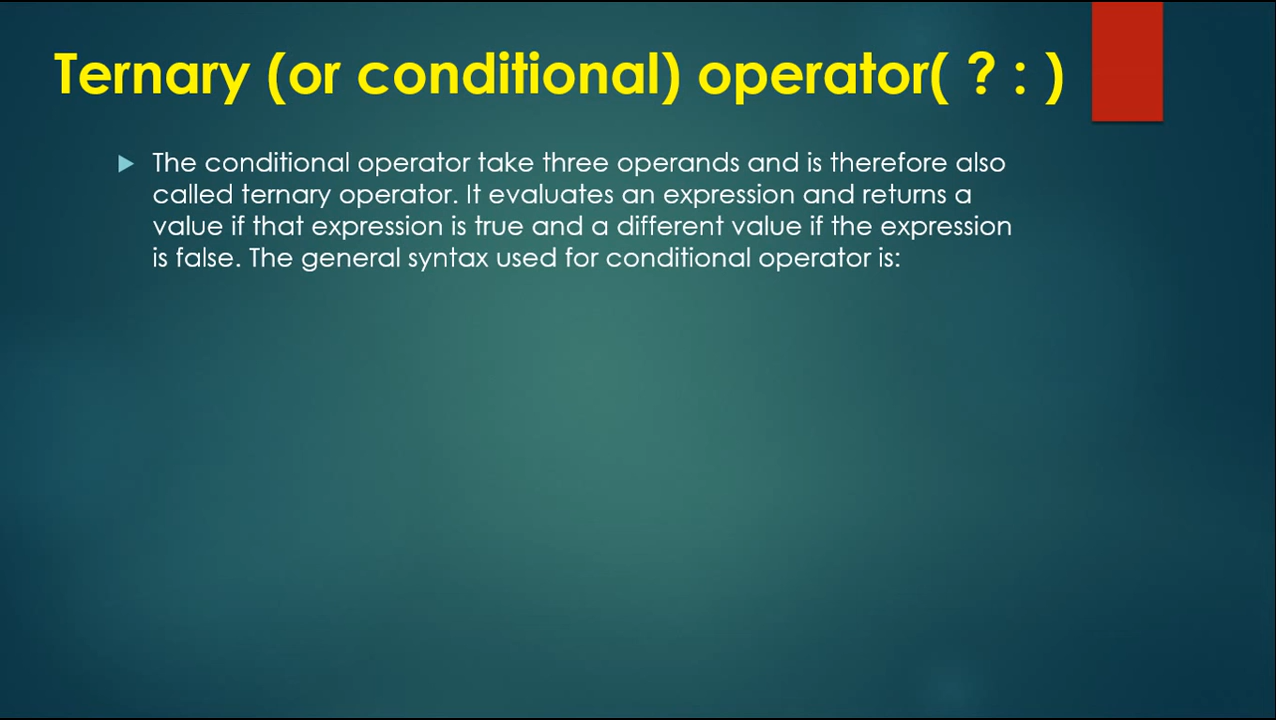 Ternary (or conditional) operator( ? : )
The conditional operator take three operands and is therefore also
called ternary operator. It evaluates an expression and returns a
value if that expression is true and a different value if the expression
is false. The general syntax used for conditional operator is: